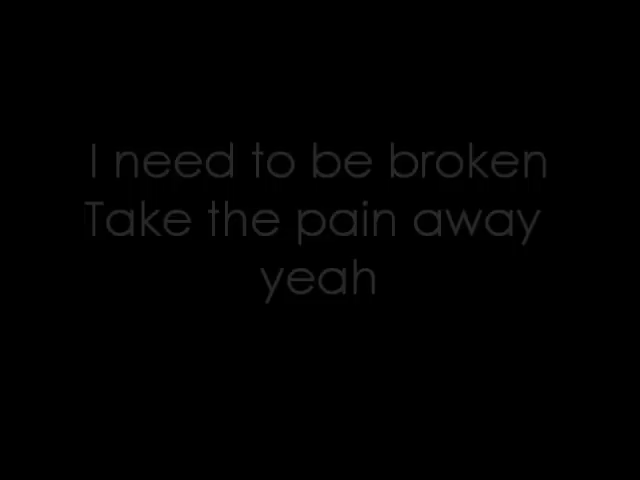 I need to be broken
Take the pain away
yeah